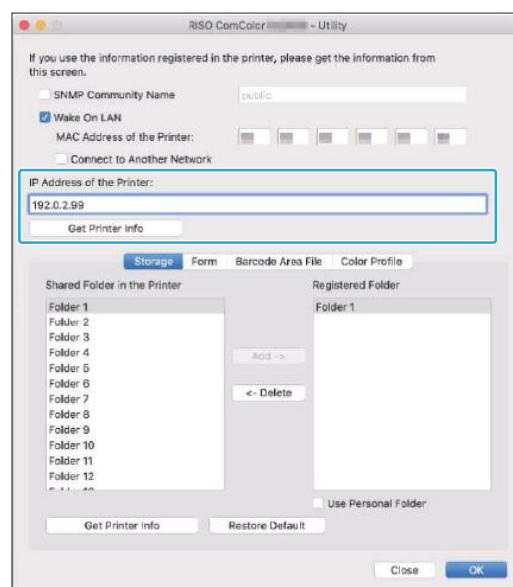 RISO ComColor – Utility
If you use the information registered in the printer, please get the information from
this screen.
SNMP Community Name
public
Wake On LAN
MAC Address of the Printer:
Connect to Another Network
IP Address of the Printer:
192.0.2.99
Get Printer Info
Storage Form Barcode Area File Color Profile
Shared Folder in the Printer Registered Folder
Folder 1 Folder 1
Folder 2
Folder 3
Folder 4
Add ->
Folder 5
Folder 6
<- Delete
Folder 7
Folder 8
Folder 9
Folder 10
Folder 11
Folder 12
Use Personal Folder
Get Printer Info Restore Default
Close OK